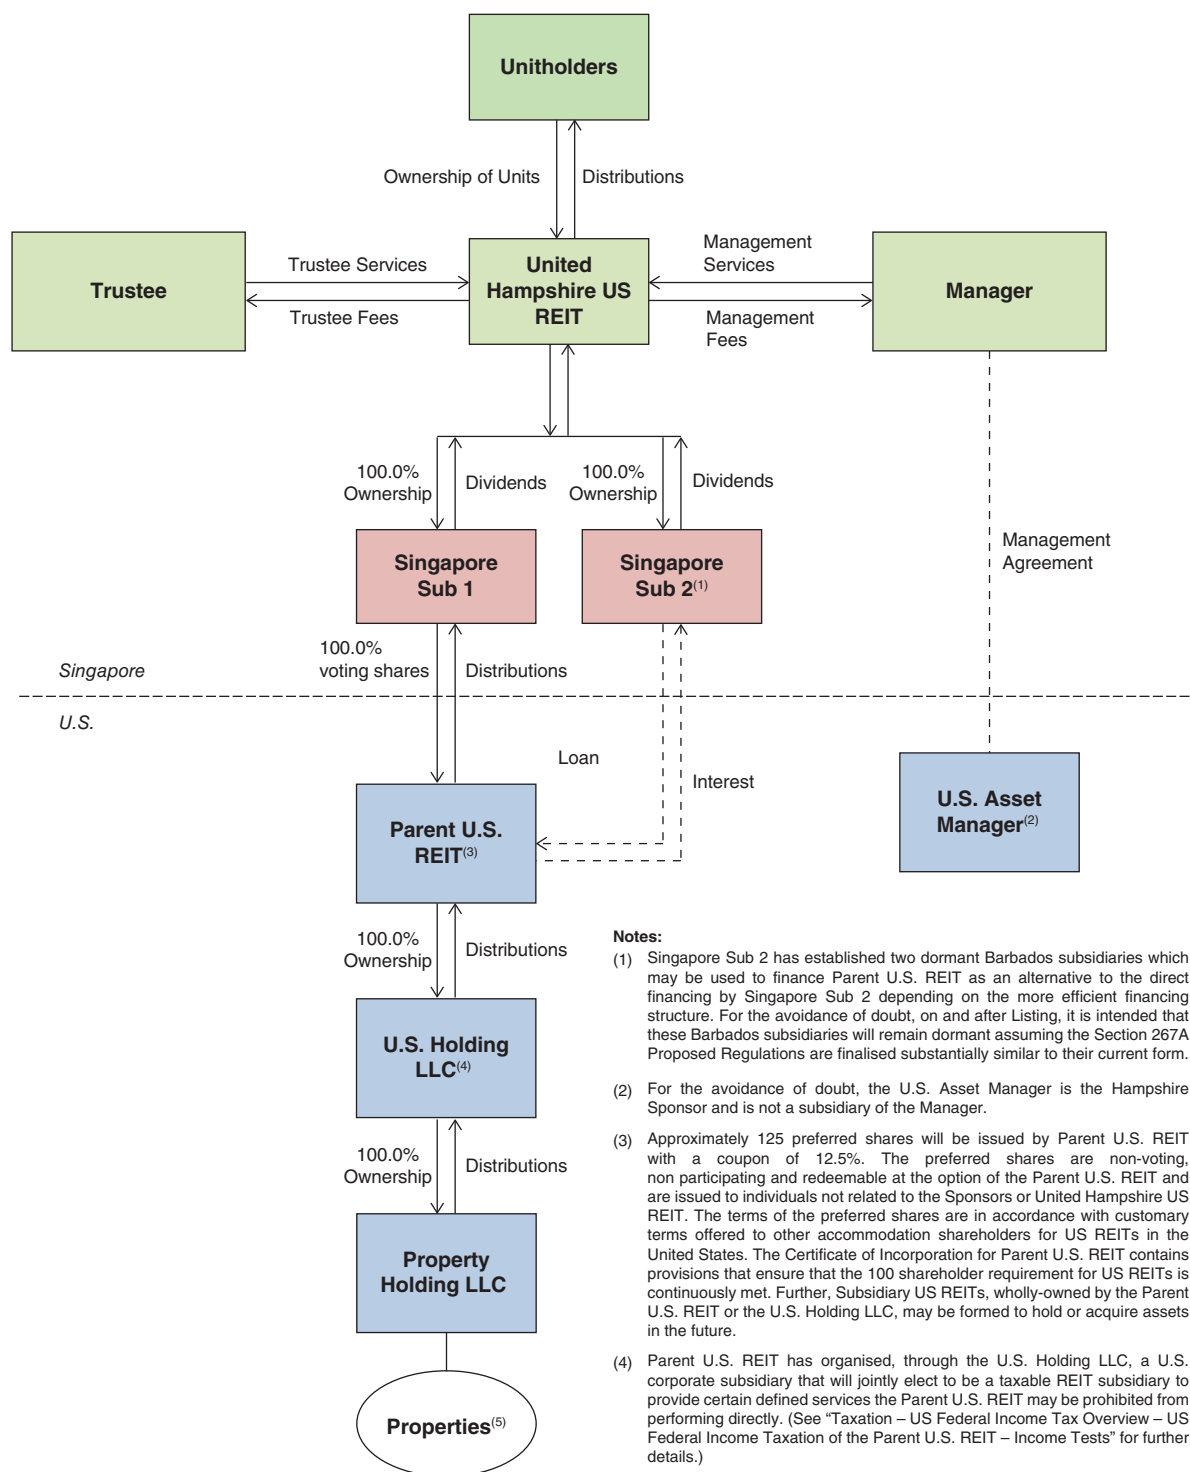 Unitholders
Ownership of Units
Distributions
Trustee
Trustee Services
Trustee Fees
United
Hampshire US
REIT
Management
Services
Management
Fees
Manager
100.0%
Ownership
Dividends
100.0%
Ownership
Dividends
Singapore
Sub 1
Singapore
Sub 2(1)
Management
Agreement
100.0%
voting shares
Distributions
Singapore
U.S.
Loan
Interest
Parent U.S.
REIT(3)
U.S. Asset
Manager(2)
100.0%
Ownership
Distributions
U.S. Holding
LLC(4)
100.0%
Ownership
Distributions
Property
Holding LLC
Properties(5)
Notes:
(1) Singapore Sub 2 has established two dormant Barbados subsidiaries which
may be used to finance Parent U.S. REIT as an alternative to the direct
financing by Singapore Sub 2 depending on the more efficient financing
structure. For the avoidance of doubt, on and after Listing, it is intended that
these Barbados subsidiaries will remain dormant assuming the Section 267A
Proposed Regulations are finalised substantially similar to their current form.
(2) For the avoidance of doubt, the U.S. Asset Manager is the Hampshire
Sponsor and is not a subsidiary of the Manager.
(3) Approximately 125 preferred shares will be issued by Parent U.S. REIT
with a coupon of 12.5%. The preferred shares are non-voting,
non participating and redeemable at the option of the Parent U.S. REIT and
are issued to individuals not related to the Sponsors or United Hampshire US
REIT. The terms of the preferred shares are in accordance with customary
terms offered to other accommodation shareholders for US REITs in the
United States. The Certificate of Incorporation for Parent U.S. REIT contains
provisions that ensure that the 100 shareholder requirement for US REITs is
continuously met. Further, Subsidiary US REITs, wholly-owned by the Parent
U.S. REIT or the U.S. Holding LLC, may be formed to hold or acquire assets
in the future.
(4) Parent U.S. REIT has organised, through the U.S. Holding LLC, a U.S.
corporate subsidiary that will jointly elect to be a taxable REIT subsidiary to
provide certain defined services the Parent U.S. REIT may be prohibited from
performing directly. (See “Taxation – US Federal Income Tax Overview – US
Federal Income Taxation of the Parent U.S. REIT – Income Tests” for further
details.)